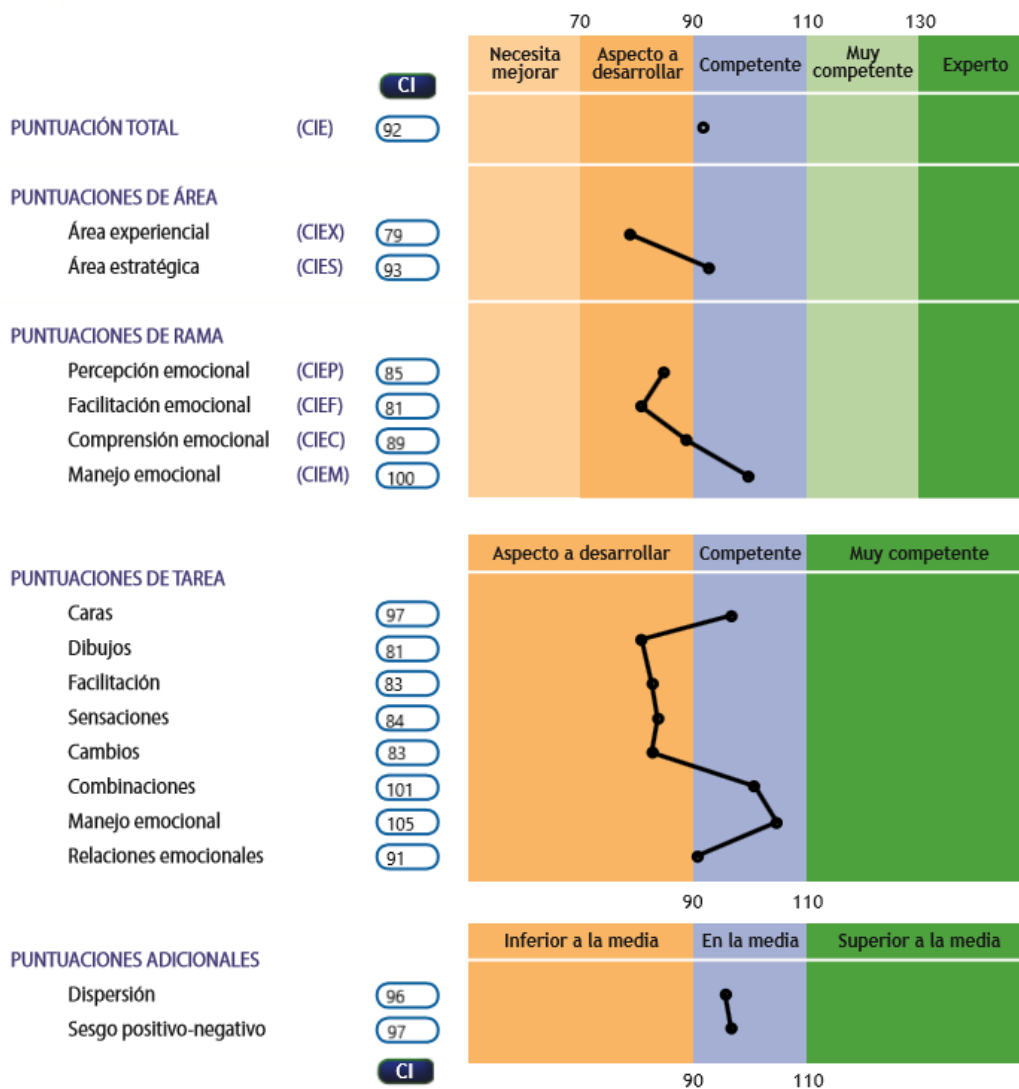 70 90 110 130
Necesita mejorar Aspecto a desarrollar Competente Muy competente Experto
CI
PUNTUACIÓN TOTAL (CIE) 92
PUNTUACIONES DE ÁREA
Área experiencial (CIEX) 79
Área estratégica (CIES) 93
PUNTUACIONES DE RAMA
Percepción emocional (CIEP) 85
Facilitación emocional (CIEF) 81
Comprensión emocional (CIEC) 89
Manejo emocional (CIEM) 100
Aspecto a desarrollar Competente Muy competente
PUNTUACIONES DE TAREA
Caras 97
Dibujos 81
Facilitación 83
Sensaciones 84
Cambios 83
Combinaciones 101
Manejo emocional 105
Relaciones emocionales 91
90 110
Inferior a la media En la media Superior a la media
PUNTUACIONES ADICIONALES
Dispersión 96
Sesgo positivo-negativo 97
CI
90 110